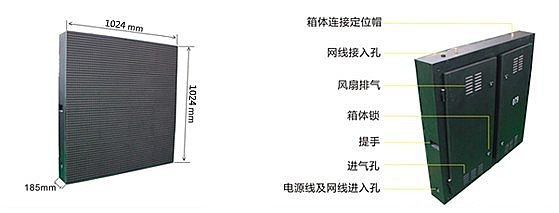 1024 mm
1024 mm
185mm
箱体连接定位帽
网线接入孔
风扇排气
箱体锁
提手
进气孔
电源线及网线进入孔